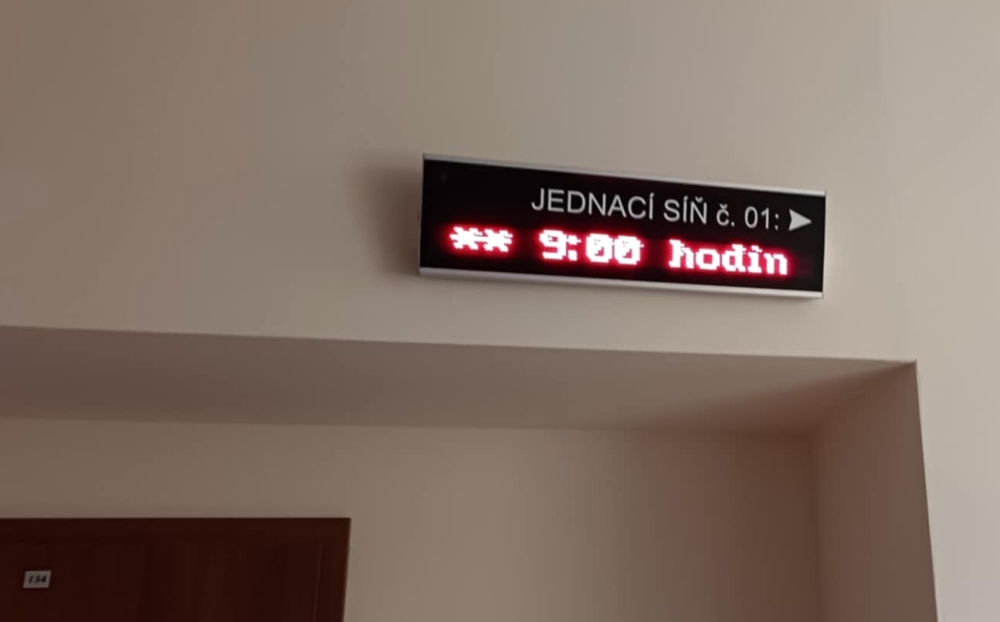 JEDNACÍ SÍŇ č. 01:
** 9:00 hodin
134